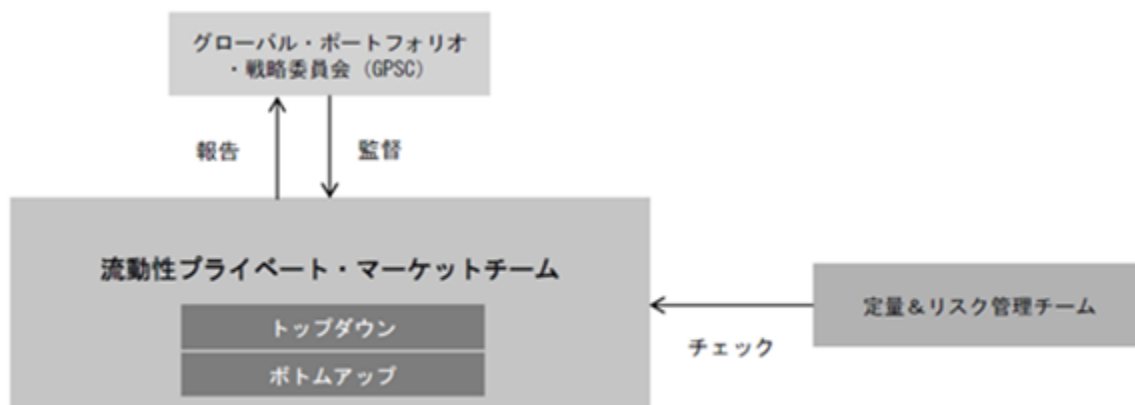 グローバル・ポートフォリオ
・戦略委員会（GPSC）
報告
監督
流動性プライベート・マーケットチーム
トップダウン
ボトムアップ
チェック
定量＆リスク管理チーム